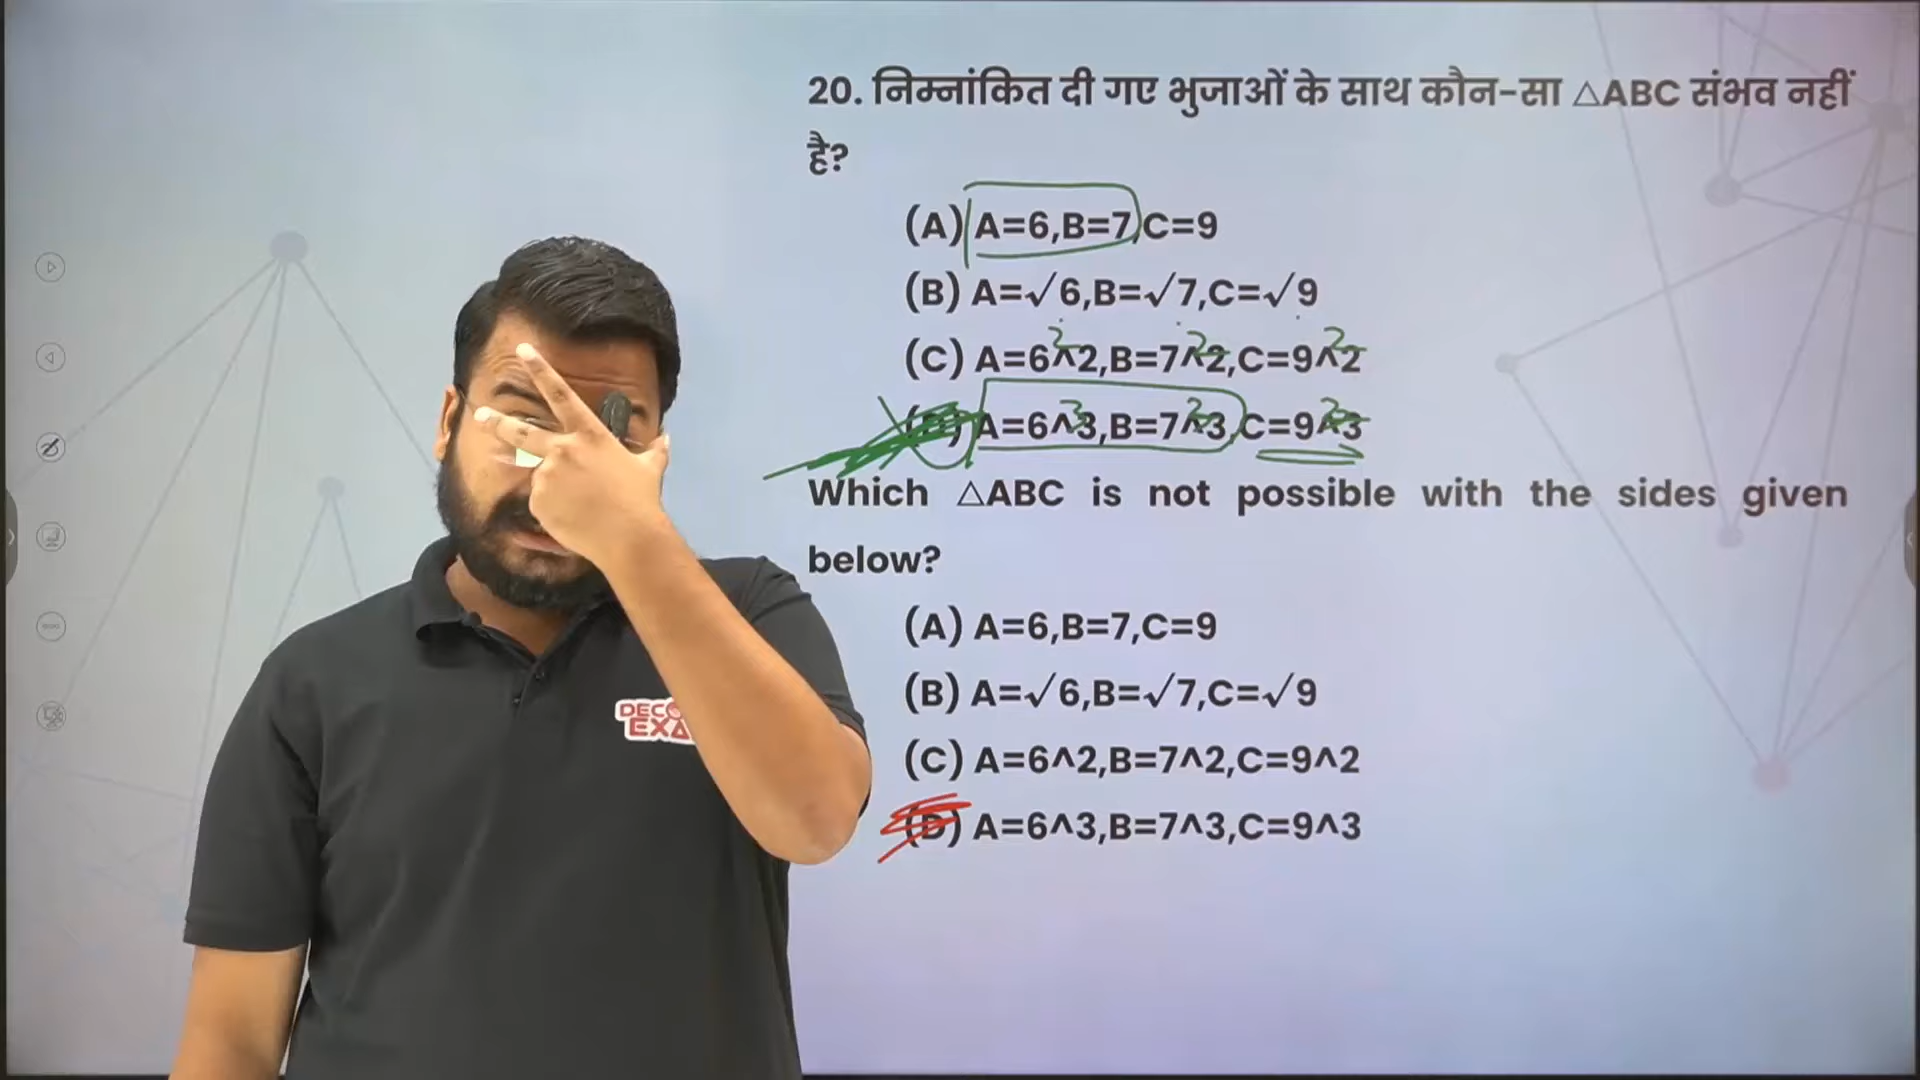 20. निम्नांकित दी गए भुजाओं के साथ कौन-सा △ABC संभव नहीं
है?
(A) A=6,B=7,C=9
(B) A=√6,B=√7,C=√9
(C) A=6^2,B=7^2,C=9^2
(D) A=6^3,B=7^3,C=9^3
Which △ABC is not possible with the sides given
below?
(A) A=6,B=7,C=9
(B) A=√6,B=√7,C=√9
(C) A=6^2,B=7^2,C=9^2
(D) A=6^3,B=7^3,C=9^3